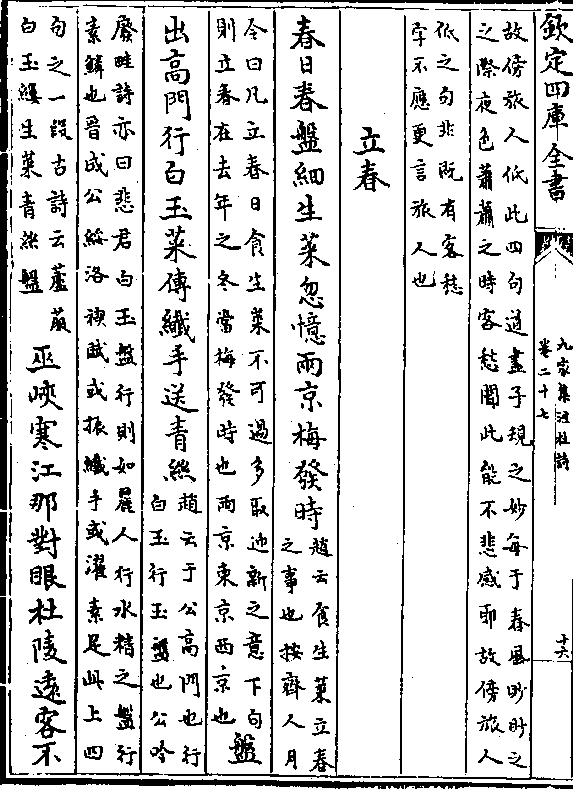 欽定四庫全書
九家集注杜詩
卷二十七
十六
故傍旅人低此四句道盡子規之妙每于春風眇眇之
之際夜色蕭蕭之時客愁聞此能不悲感耶故傍旅人
低之句非既有客愁
字不應更言旅人也
立春
春日春盤細生菜忽憶兩京梅發時
趙云食生菜立春
之事也按齊人月
令曰凡立春日食生菜不可過多取迎新之意下句
則立春在去年之冬當梅發時也兩京東京西京也
盤
出高門行白玉菜傳纖手送青絲
趙云于公高門也行
白玉行玉盤也公吟
廢畦詩亦曰悲君白玉盤行則如麗人行水精之盤行
素鱗也晉成公綏洛禊賦或振纖手或濯素足此上四
句之一段古詩云蘆菔
白玉縷生菜青絲盤
巫峽寒江那對眼杜陵遠客不